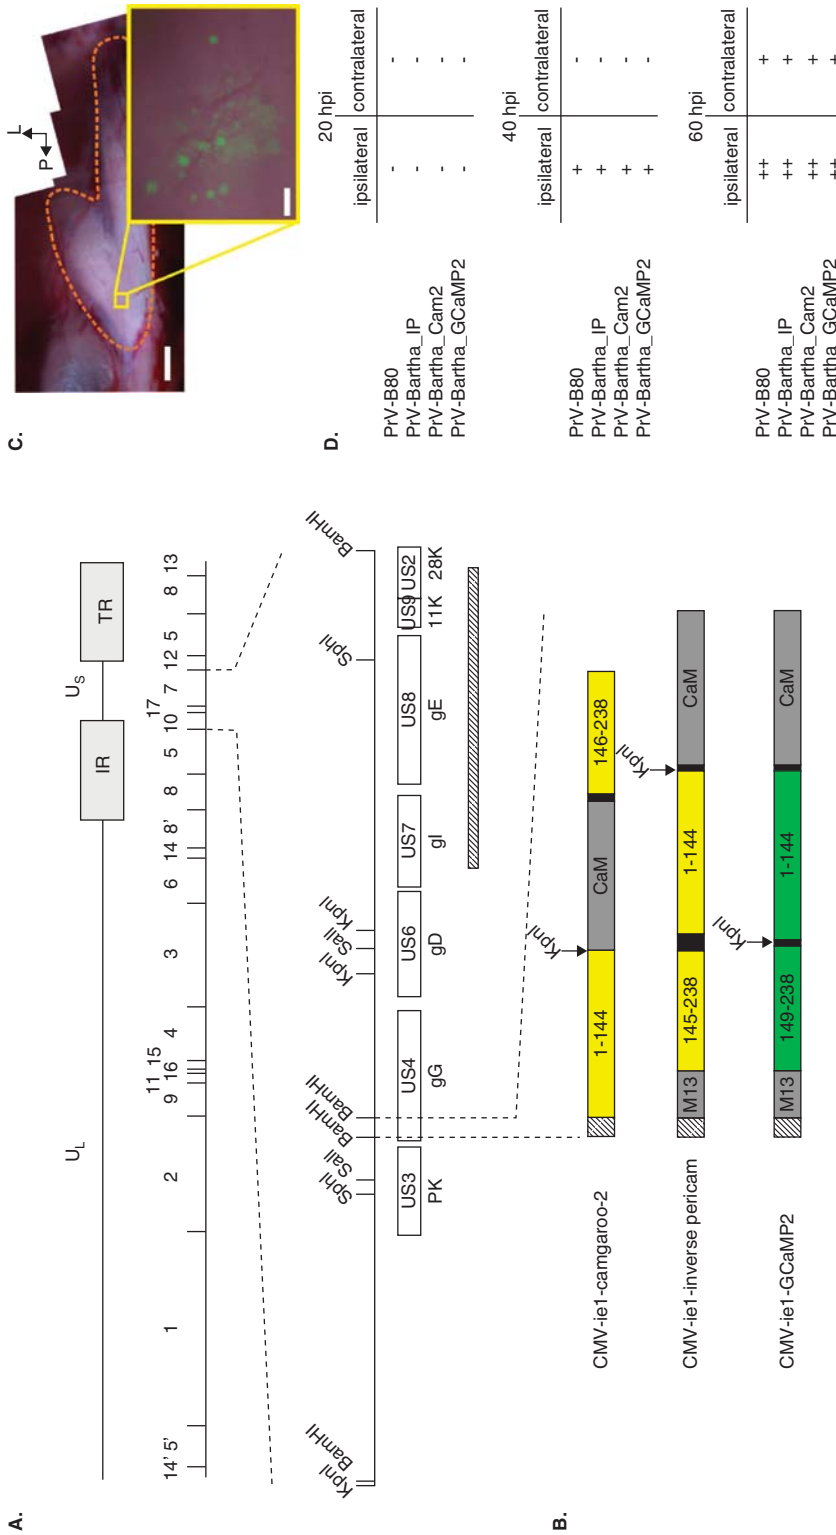 A.
U_L
U_S
IR
TR
14' 5' 1 2 9 11 16 15 4 3 6 14 8' 8 5 10 17 7 12 5 8 13
KpnI BamHI SphI SalI BamHI BamHI KpnI SalI KpnI SphI BamHI
US3 US4 US6 US7 US8 US9 US2
PK gG gD gI gE 11K 28K
B.
KpnI
CMV-ie1-camgaroo-2 1-144 CaM 146-238
KpnI
CMV-ie1-inverse pericam M13 145-238 1-144 CaM
KpnI
CMV-ie1-GCaMP2 M13 149-238 1-144 CaM
C.
L
P
D.
20 hpi
ipsilateral contralateral
PrV-B80 - -
PrV-Bartha_IP - -
PrV-Bartha_Cam2 - -
PrV-Bartha_GCaMP2 - -
40 hpi
ipsilateral contralateral
PrV-B80 + -
PrV-Bartha_IP + -
PrV-Bartha_Cam2 + -
PrV-Bartha_GCaMP2 + -
60 hpi
ipsilateral contralateral
PrV-B80 ++ +
PrV-Bartha_IP ++ +
PrV-Bartha_Cam2 ++ +
PrV-Bartha_GCaMP2 ++ +